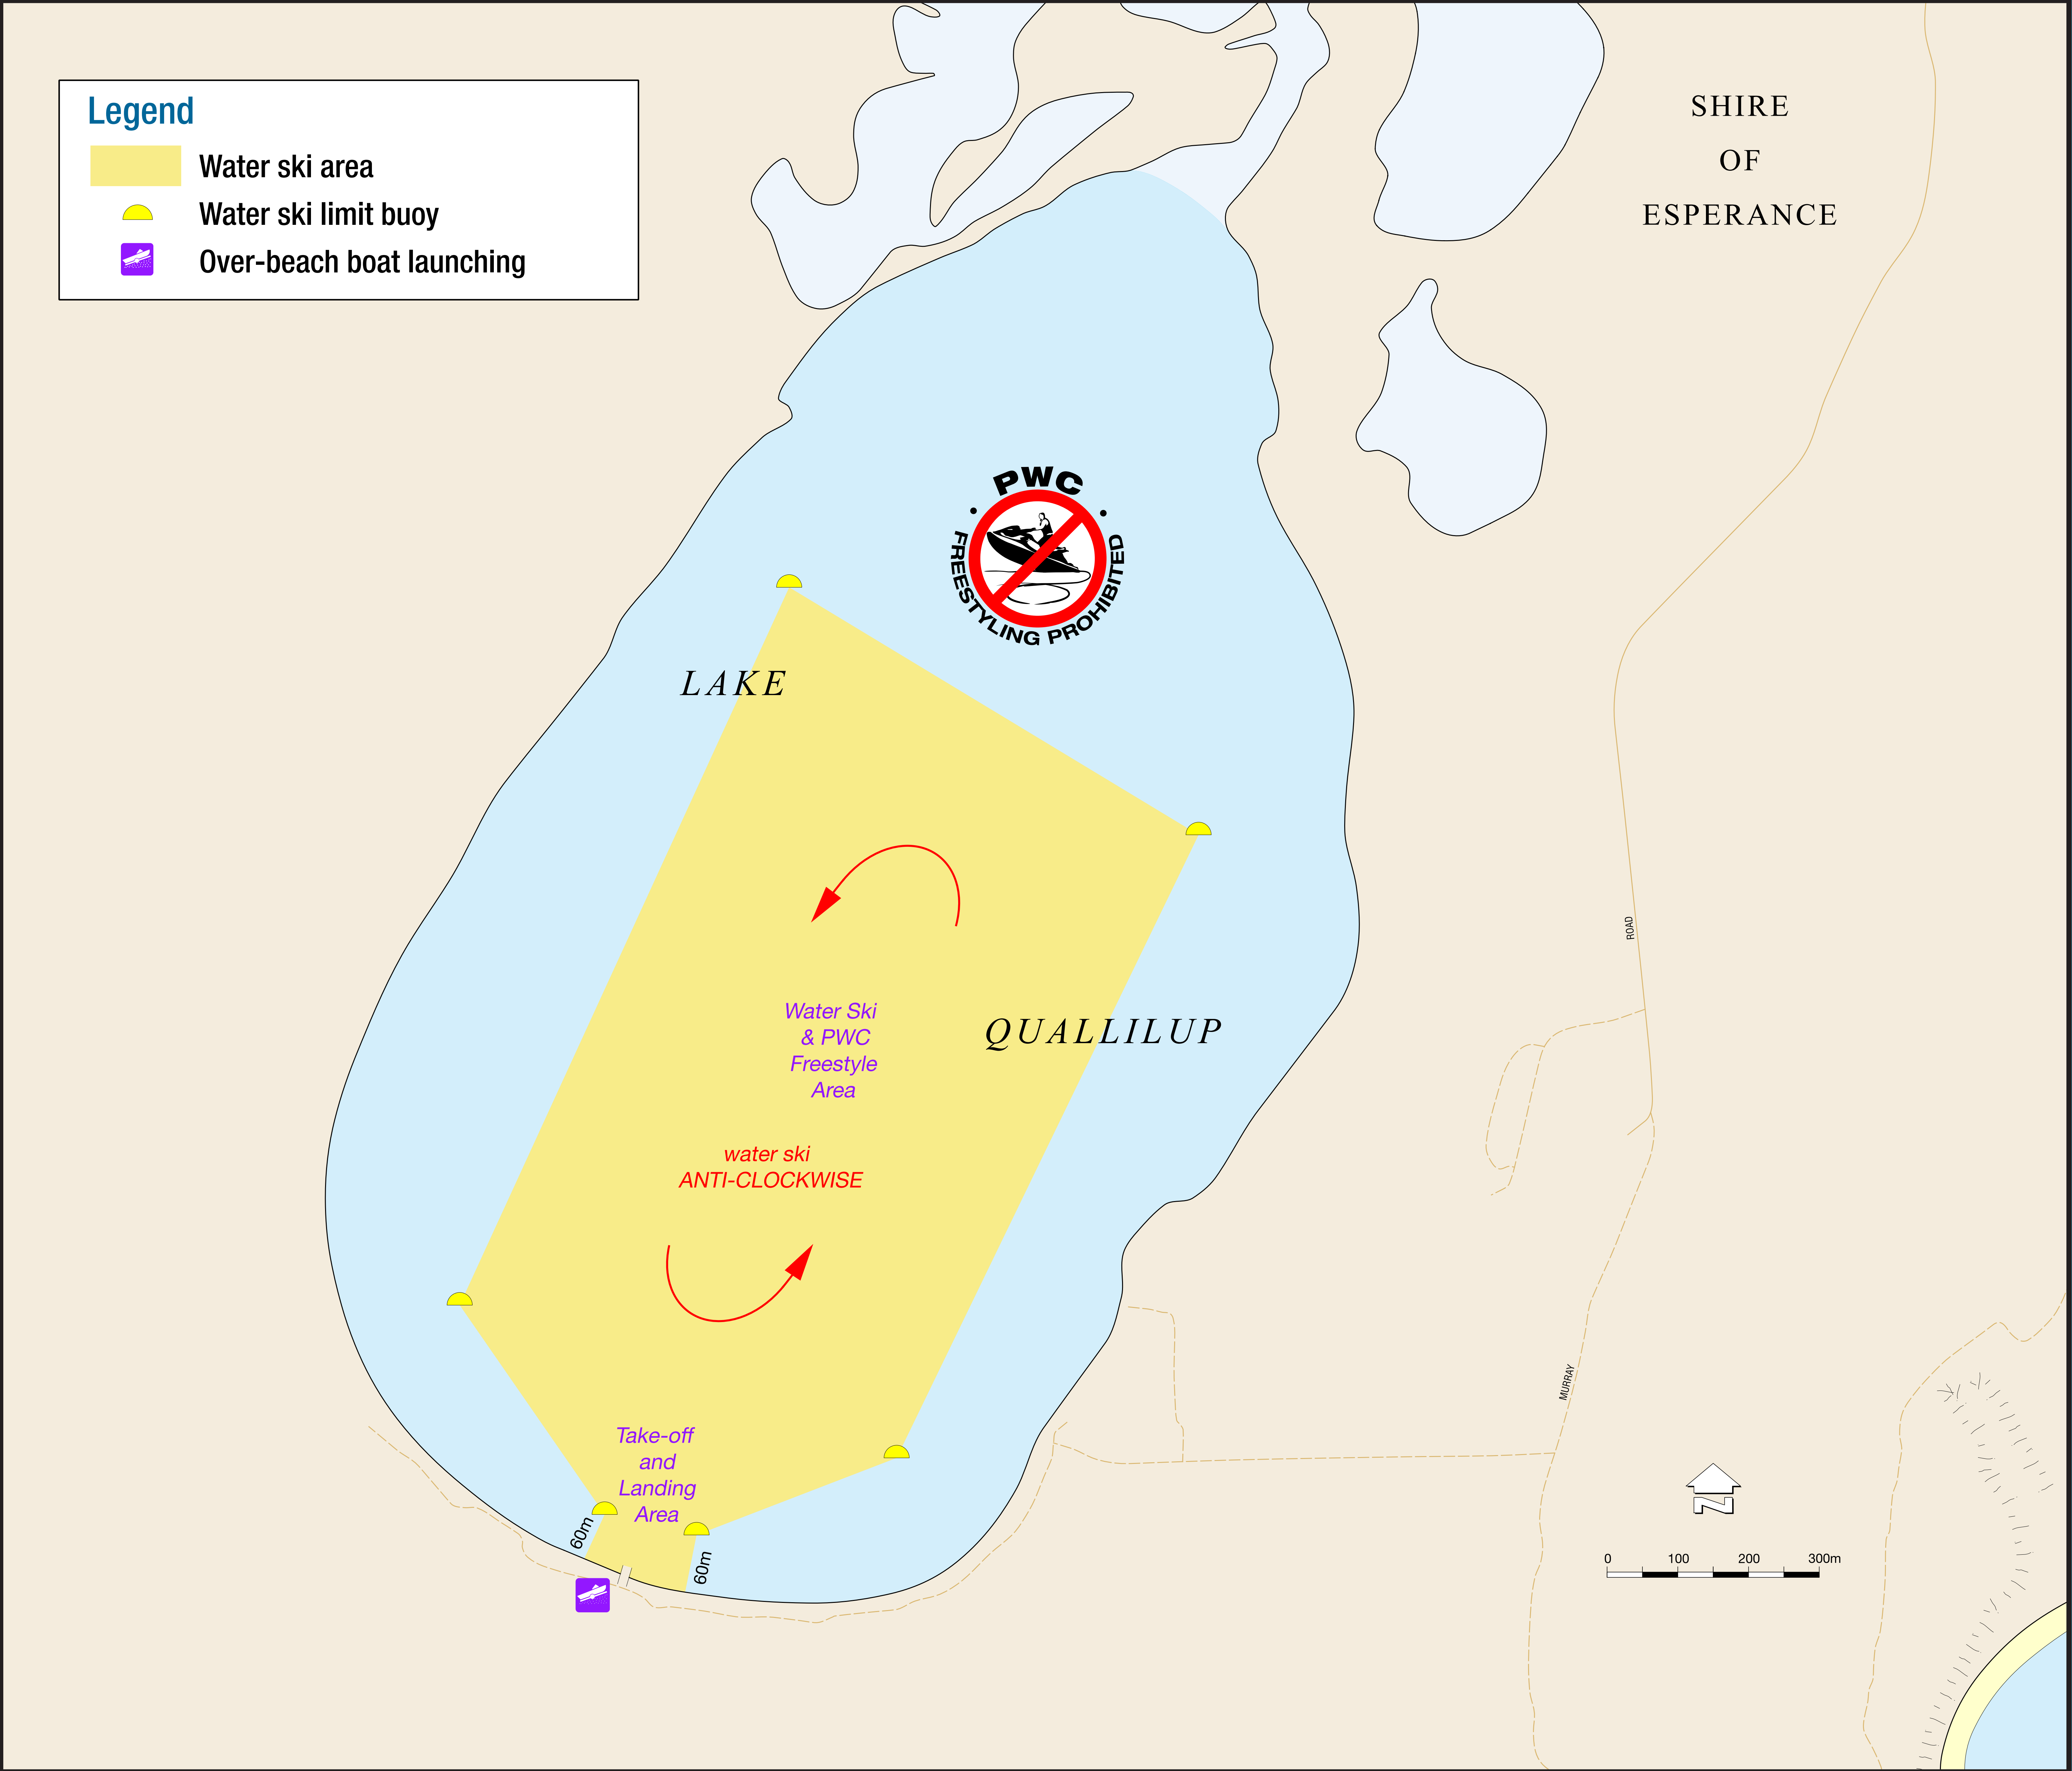 Legend
Water ski area
Water ski limit buoy
Over-beach boat launching
SHIRE
OF
ESPERANCE
PWC
FREESTYLING PROHIBITED
LAKE
QUALLILUP
Water Ski
& PWC
Freestyle
Area
water ski
ANTI-CLOCKWISE
Take-off
and
Landing
Area
60m
60m
ROAD
MURRAY
N
0 100 200 300m